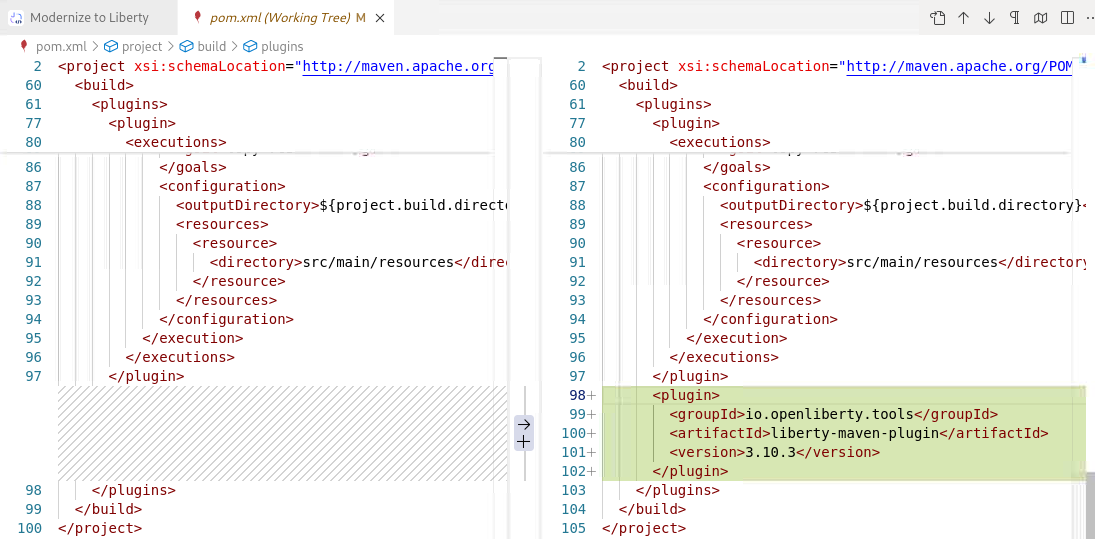 Modernize to Liberty
pom.xml (Working Tree) M
pom.xml > project > build > plugins
2 <project xsi:schemaLocation="http://maven.apache.org
60 <build>
61 <plugins>
77 <plugin>
80 <executions>
86 </goals>
87 <configuration>
88 <outputDirectory>${project.build.directo
89 <resources>
90 <resource>
91 <directory>src/main/resources</direc
92 </resource>
93 </resources>
94 </configuration>
95 </execution>
96 </executions>
97 </plugin>
98 </plugins>
99 </build>
100 </project>
2 <project xsi:schemaLocation="http://maven.apache.org/POM
60 <build>
61 <plugins>
77 <plugin>
80 <executions>
86 </goals>
87 <configuration>
88 <outputDirectory>${project.build.directory}<
89 <resources>
90 <resource>
91 <directory>src/main/resources</directory
92 </resource>
93 </resources>
94 </configuration>
95 </execution>
96 </executions>
97 </plugin>
98+ <plugin>
99+ <groupId>io.openliberty.tools</groupId>
100+ <artifactId>liberty-maven-plugin</artifactId>
101+ <version>3.10.3</version>
102+ </plugin>
103 </plugins>
104 </build>
105 </project>